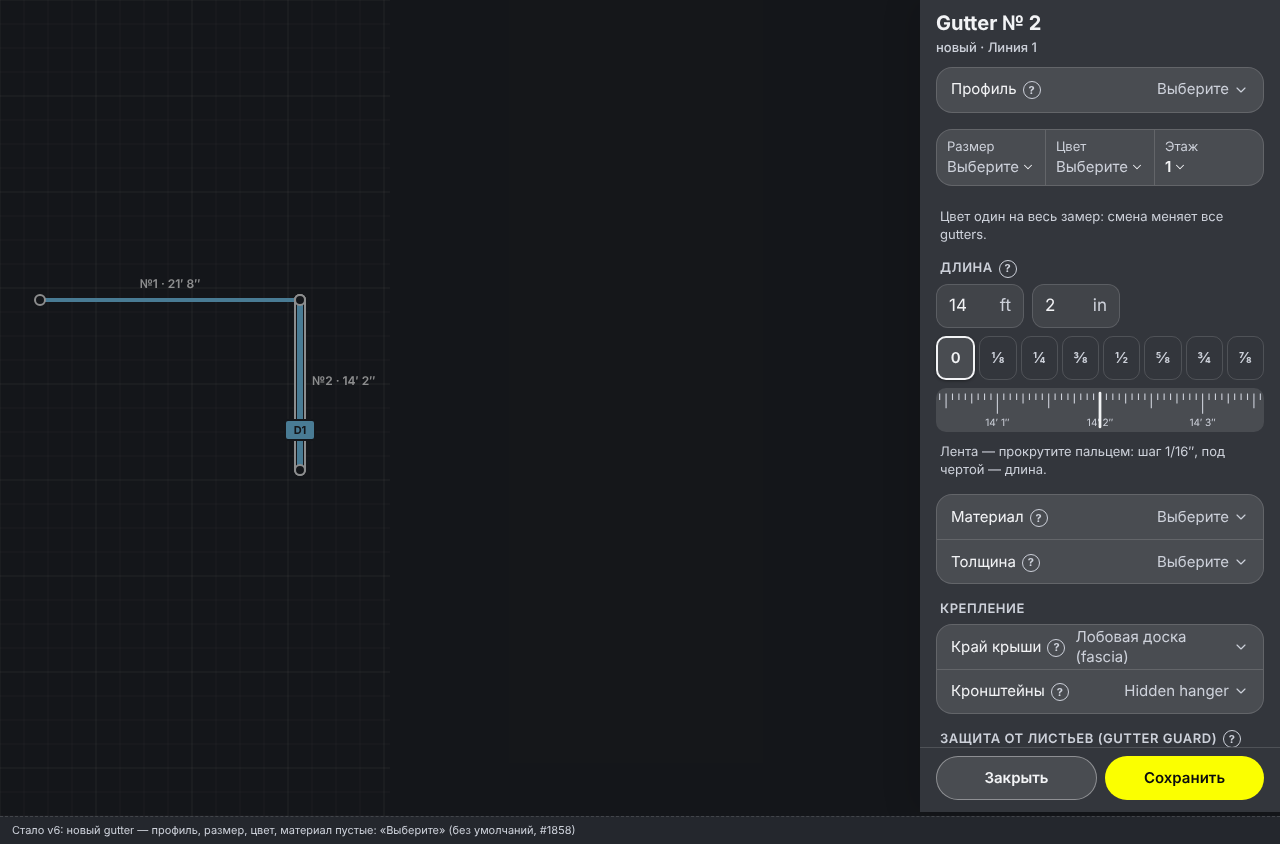 Gutter № 2
новый · Линия 1
Профиль ? Выберите
Размер Цвет Этаж
Выберите Выберите 1
Цвет один на весь замер: смена меняет все
gutters.
ДЛИНА ?
14 ft 2 in
0 ⅛ ¼ ⅜ ½ ⅝ ¾ ⅞
14′ 1″ 14′ 2″ 14′ 3″
Лента — прокрутите пальцем: шаг 1/16″, под
чертой — длина.
Материал ? Выберите
Толщина ? Выберите
КРЕПЛЕНИЕ
Край крыши ? Лобовая доска
(fascia)
Кронштейны ? Hidden hanger
ЗАЩИТА ОТ ЛИСТЬЕВ (GUTTER GUARD) ?
Закрыть Сохранить
№1 · 21′ 8″
№2 · 14′ 2″
D1
Стало v6: новый gutter — профиль, размер, цвет, материал пустые: «Выберите» (без умолчаний, #1858)